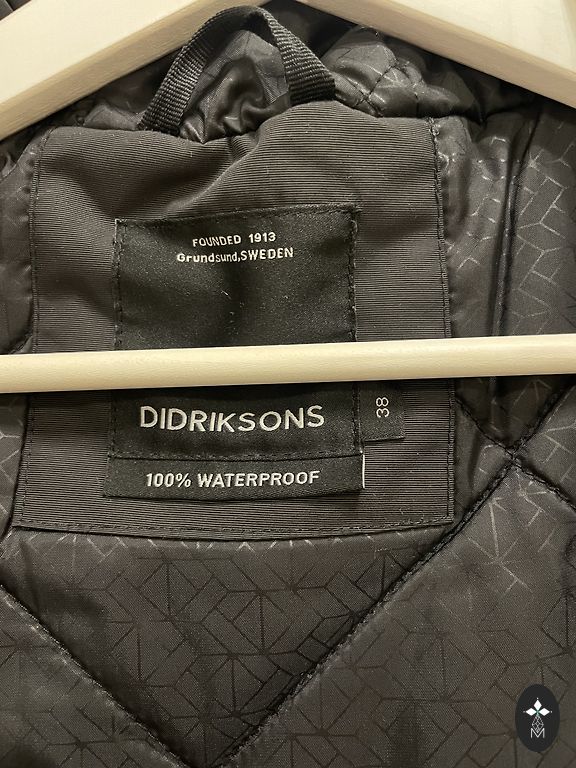 FOUNDED 1913
Grundsund,SWEDEN
DIDRIKSONS
38
100% WATERPROOF
M